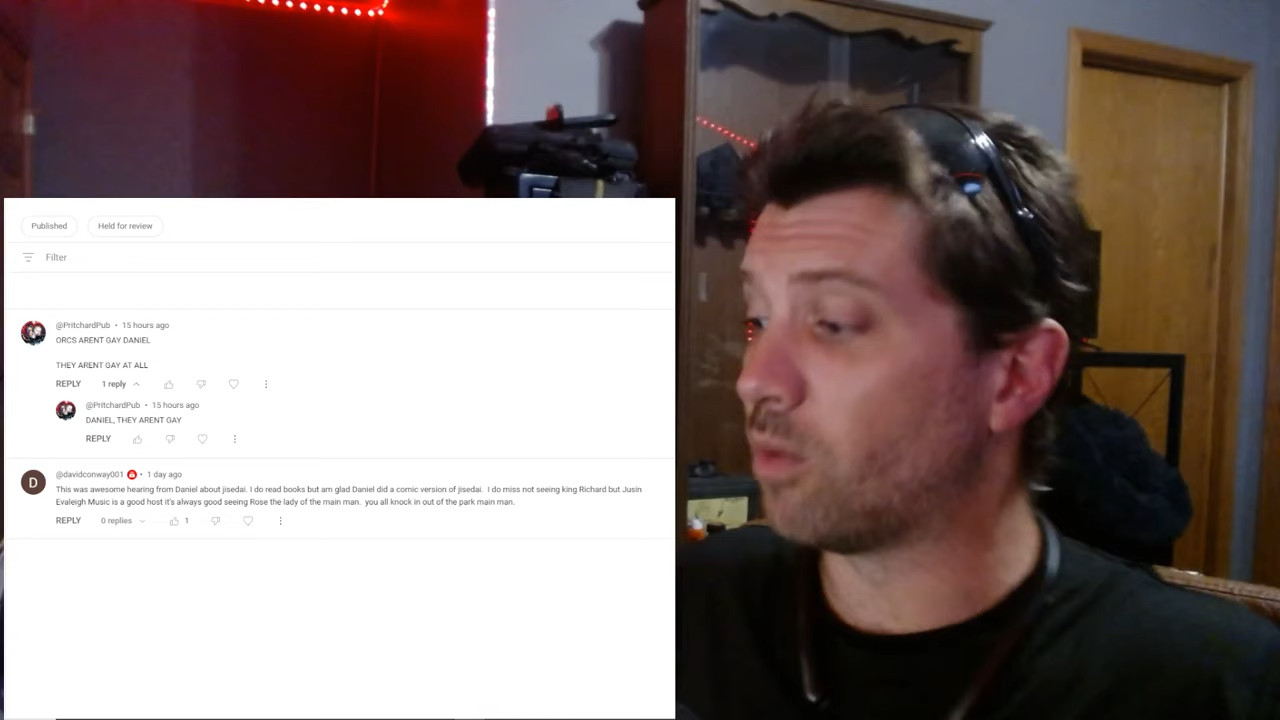 Published Held for review
Filter
@PritchardPub • 15 hours ago
ORCS ARENT GAY DANIEL
THEY ARENT GAY AT ALL
REPLY 1 reply
@PritchardPub • 15 hours ago
DANIEL, THEY ARENT GAY
REPLY
D
@davidconway001 • 1 day ago
This was awesome hearing from Daniel about jisedai. I do read books but am glad Daniel did a comic version of jisedai. I do miss not seeing king Richard but Jusin
Evaleigh Music is a good host it's always good seeing Rose the lady of the main man. you all knock in out of the park main man.
REPLY 0 replies 1